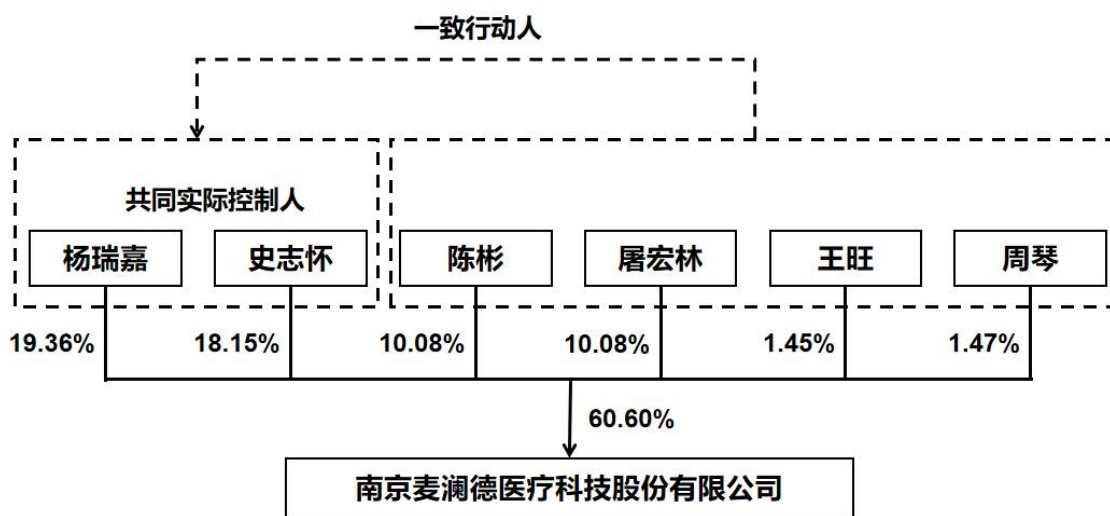 一致行动人
共同实际控制人
杨瑞嘉 史志怀 陈彬 屠宏林 王旺 周琴
19.36% 18.15% 10.08% 10.08% 1.45% 1.47%
60.60%
南京麦澜德医疗科技股份有限公司